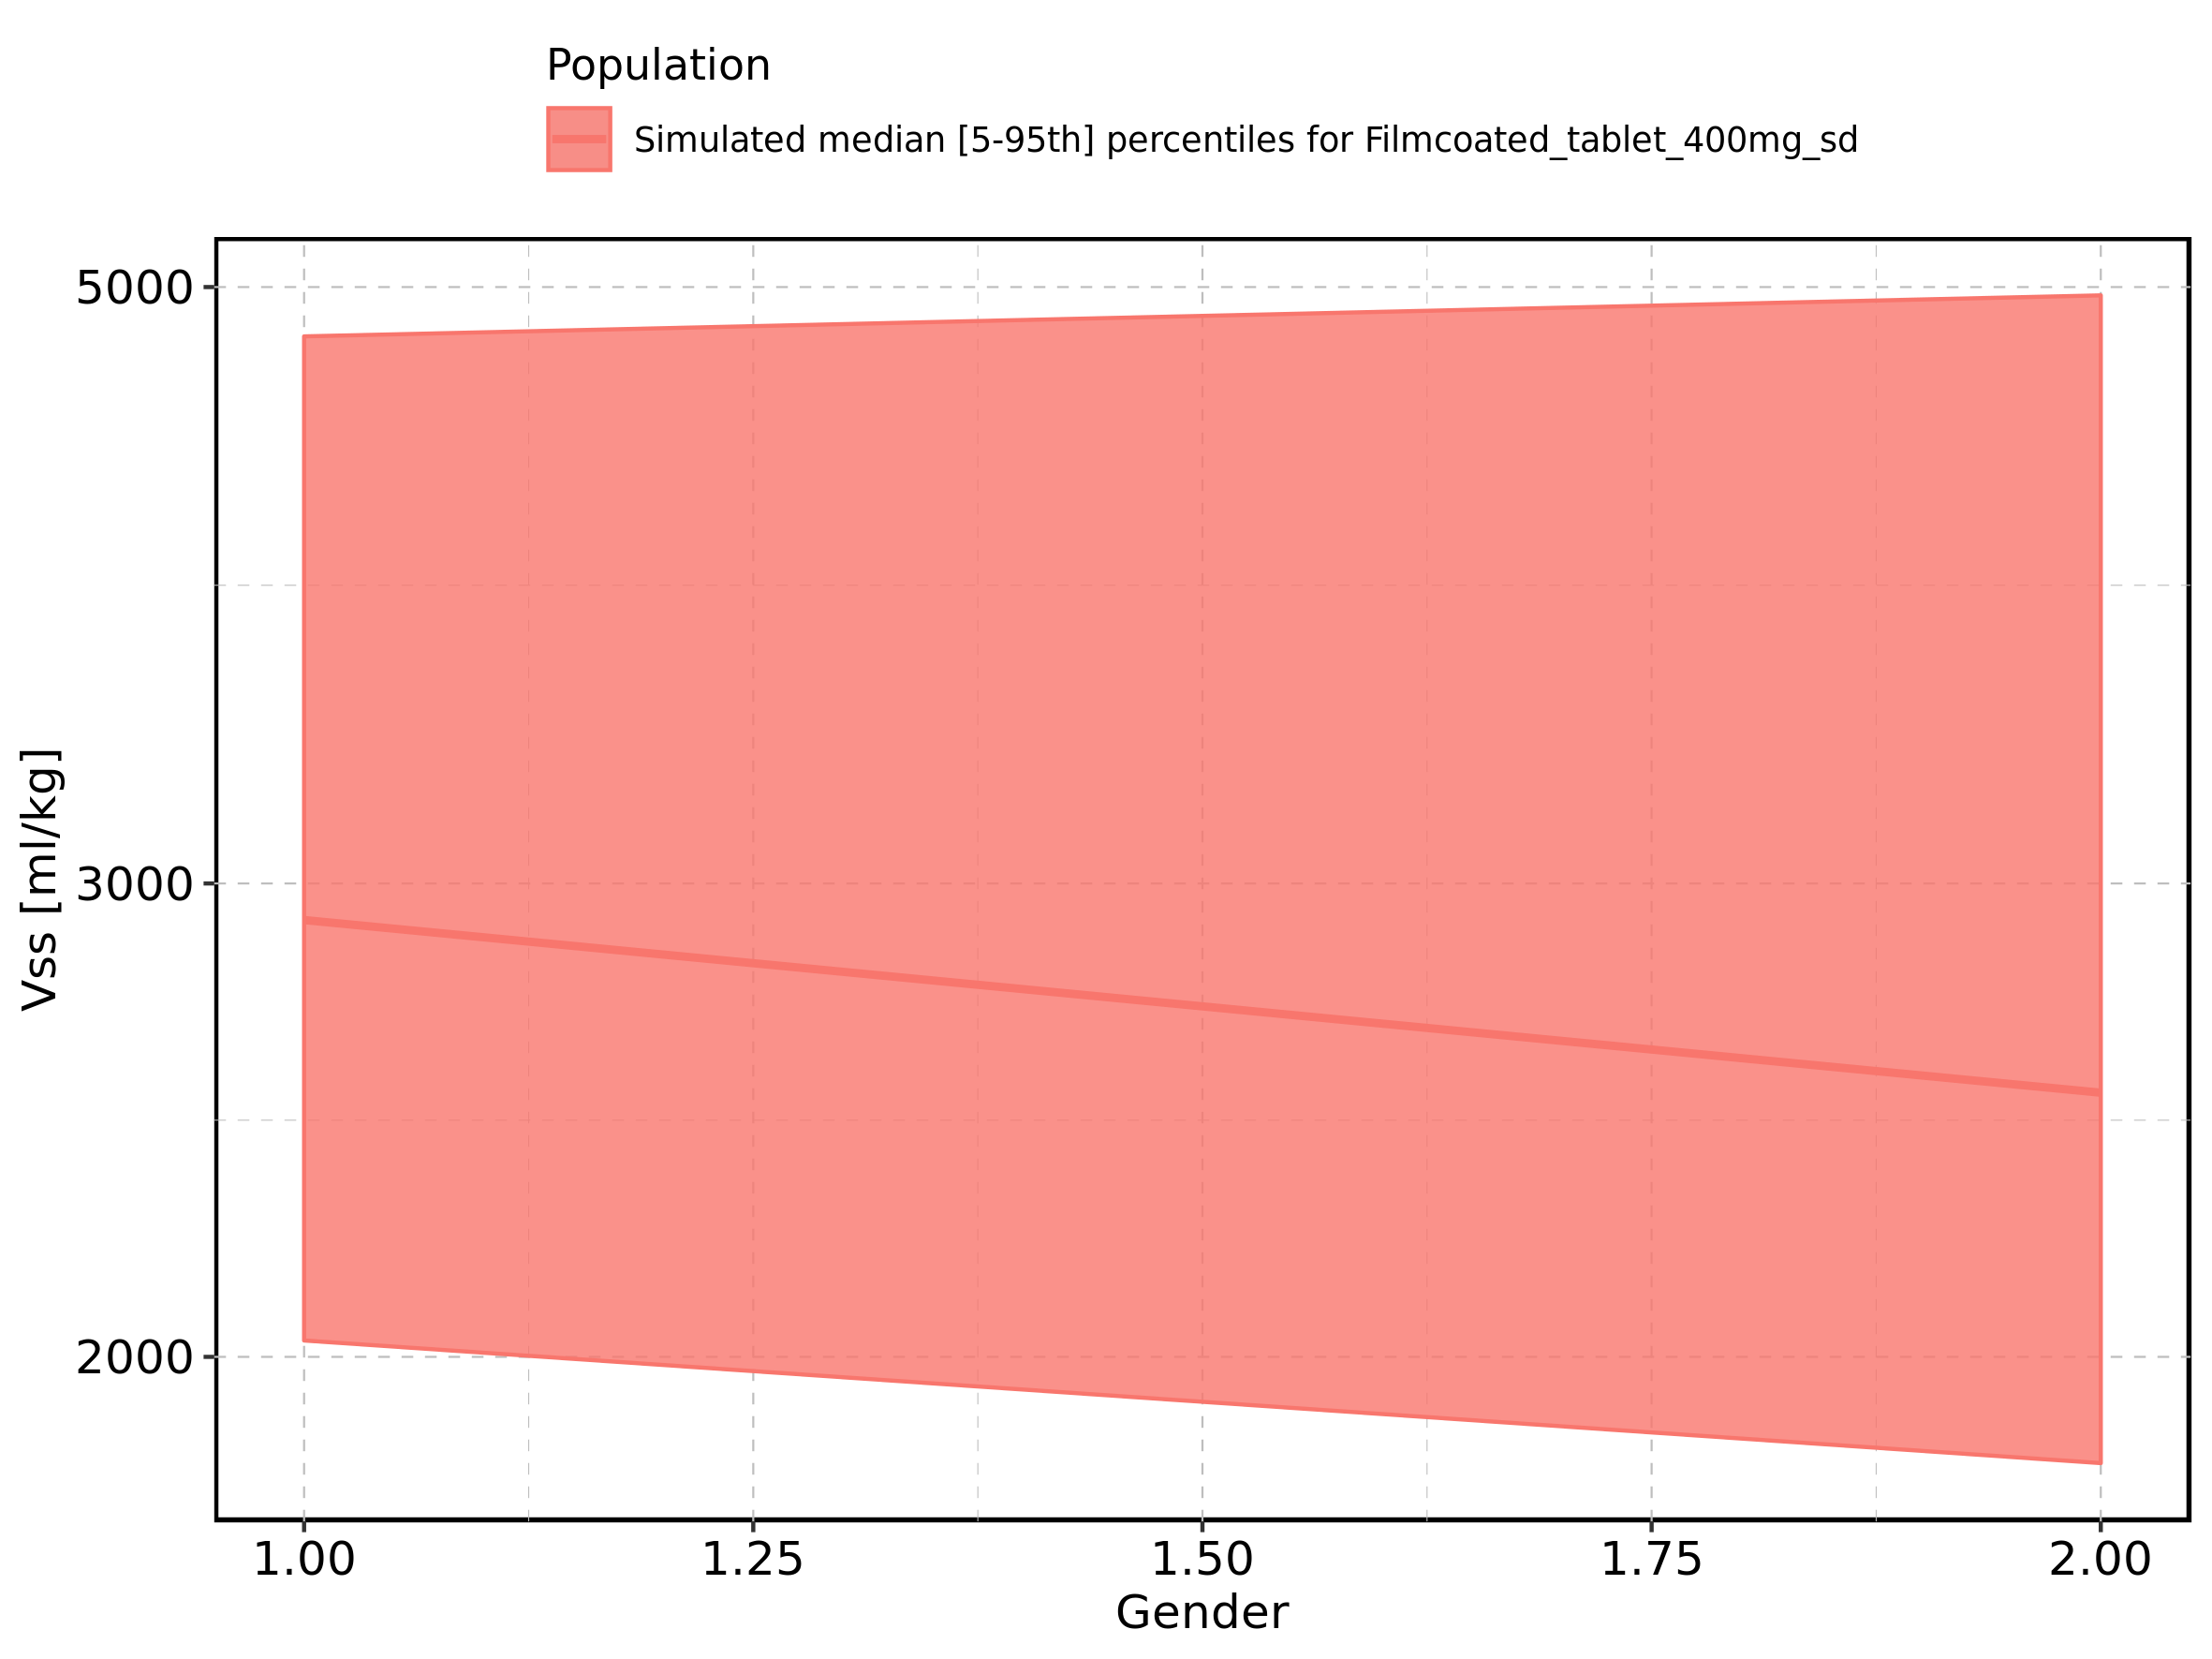 Population
Simulated median [5-95th] percentiles for Filmcoated_tablet_400mg_sd
5000
3000
2000
Vss [ml/kg]
1.00 1.25 1.50 1.75 2.00
Gender